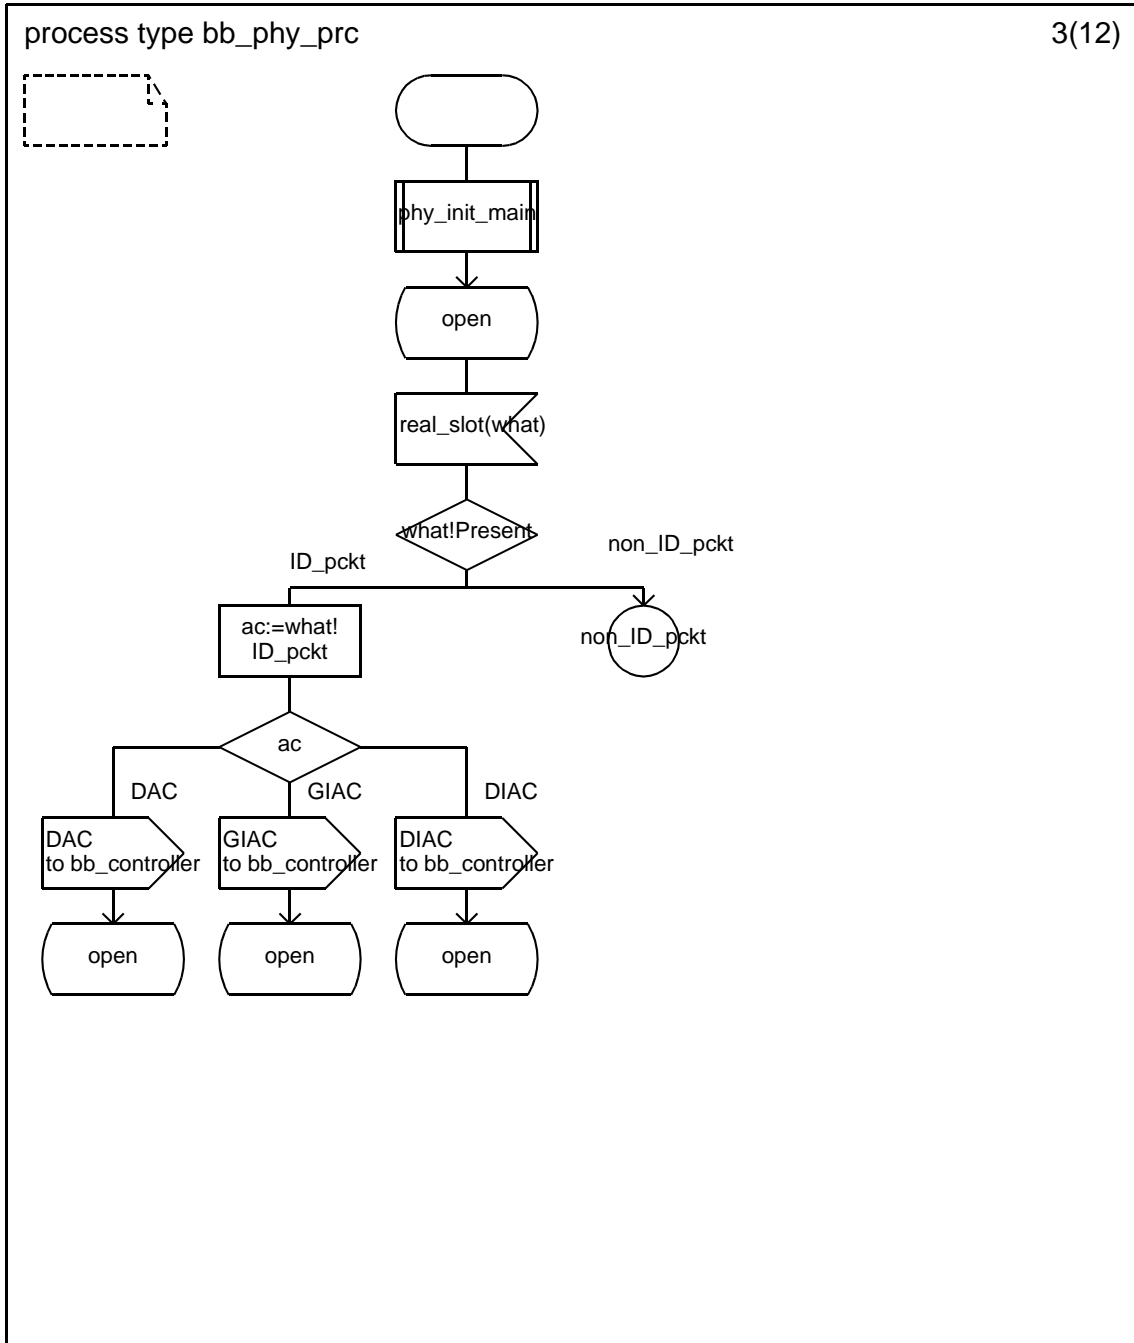 process type bb_phy_prc
3(12)
phy_init_main
open
real_slot(what)
what!Present
ID_pckt
non_ID_pckt
ac:=what!
ID_pckt
non_ID_pckt
ac
DAC
GIAC
DIAC
DAC
to bb_controller
GIAC
to bb_controller
DIAC
to bb_controller
open
open
open